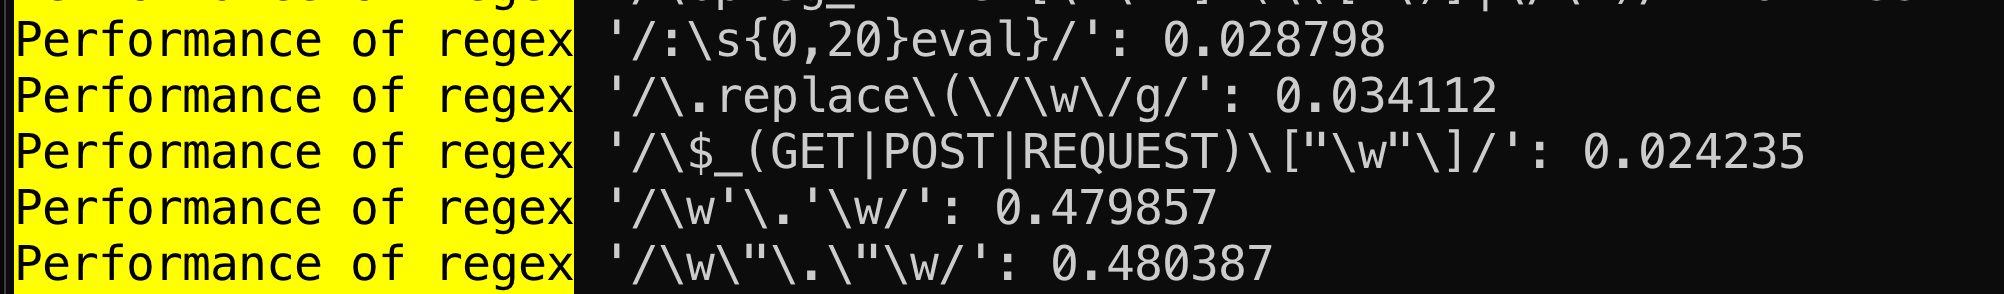 Performance of regex '/:\s{0,20}eval}/': 0.028798
Performance of regex '/\.replace\(\/\w\/g/': 0.034112
Performance of regex '/\$_(GET|POST|REQUEST)\["\w"\]/': 0.024235
Performance of regex '/\w'\.'\w/': 0.479857
Performance of regex '/\w\"\.\"\w/': 0.480387